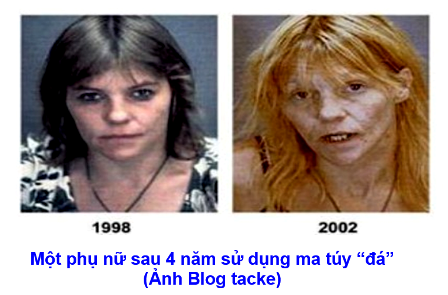 1998 2002
Một phụ nữ sau 4 năm sử dụng ma túy “đá”
(Ảnh Blog tacke)